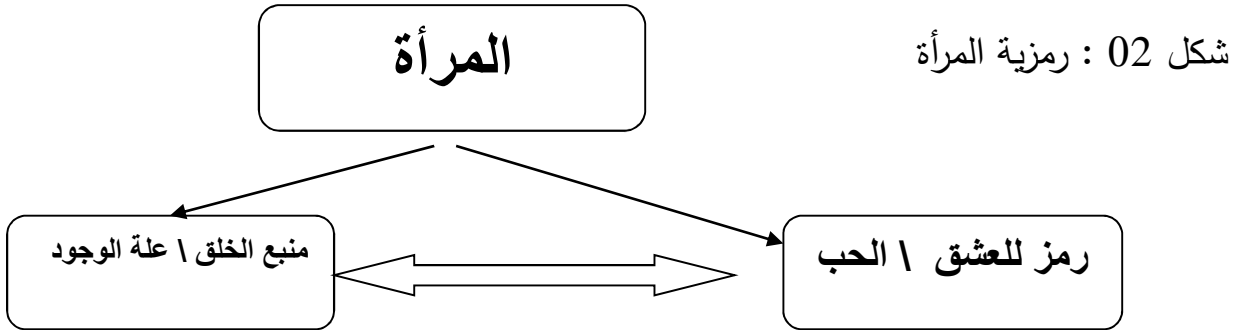 شكل 02 : رمزية المرأة
المرأة
رمز للعشق \ الحب
منبع الخلق \ علة الوجود